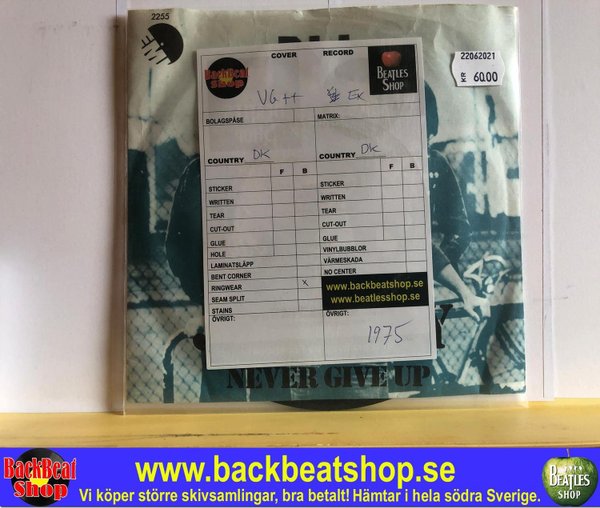 2255
EMI
22062021
KR 60.00
COVER RECORD
BackBeat Shop
BEATLES SHOP
VG ++ Ex
BOLAGSPÅSE MATRIX:
COUNTRY DK COUNTRY DK
F B F B
STICKER STICKER
WRITTEN WRITTEN
TEAR TEAR
CUT-OUT CUT-OUT
GLUE GLUE
HOLE VINYLBUBBLOR
LAMINATSLÄPP VÄRMESKADA
BENT CORNER NO CENTER
RINGWEAR X www.backbeatshop.se
SEAM SPLIT www.beatlesshop.se
STAINS
ÖVRIGT: ÖVRIGT:
1975
Y
NEVER GIVE UP
BackBeat Shop
www.backbeatshop.se
Vi köper större skivsamlingar, bra betalt! Hämtar i hela södra Sverige.
BEATLES SHOP